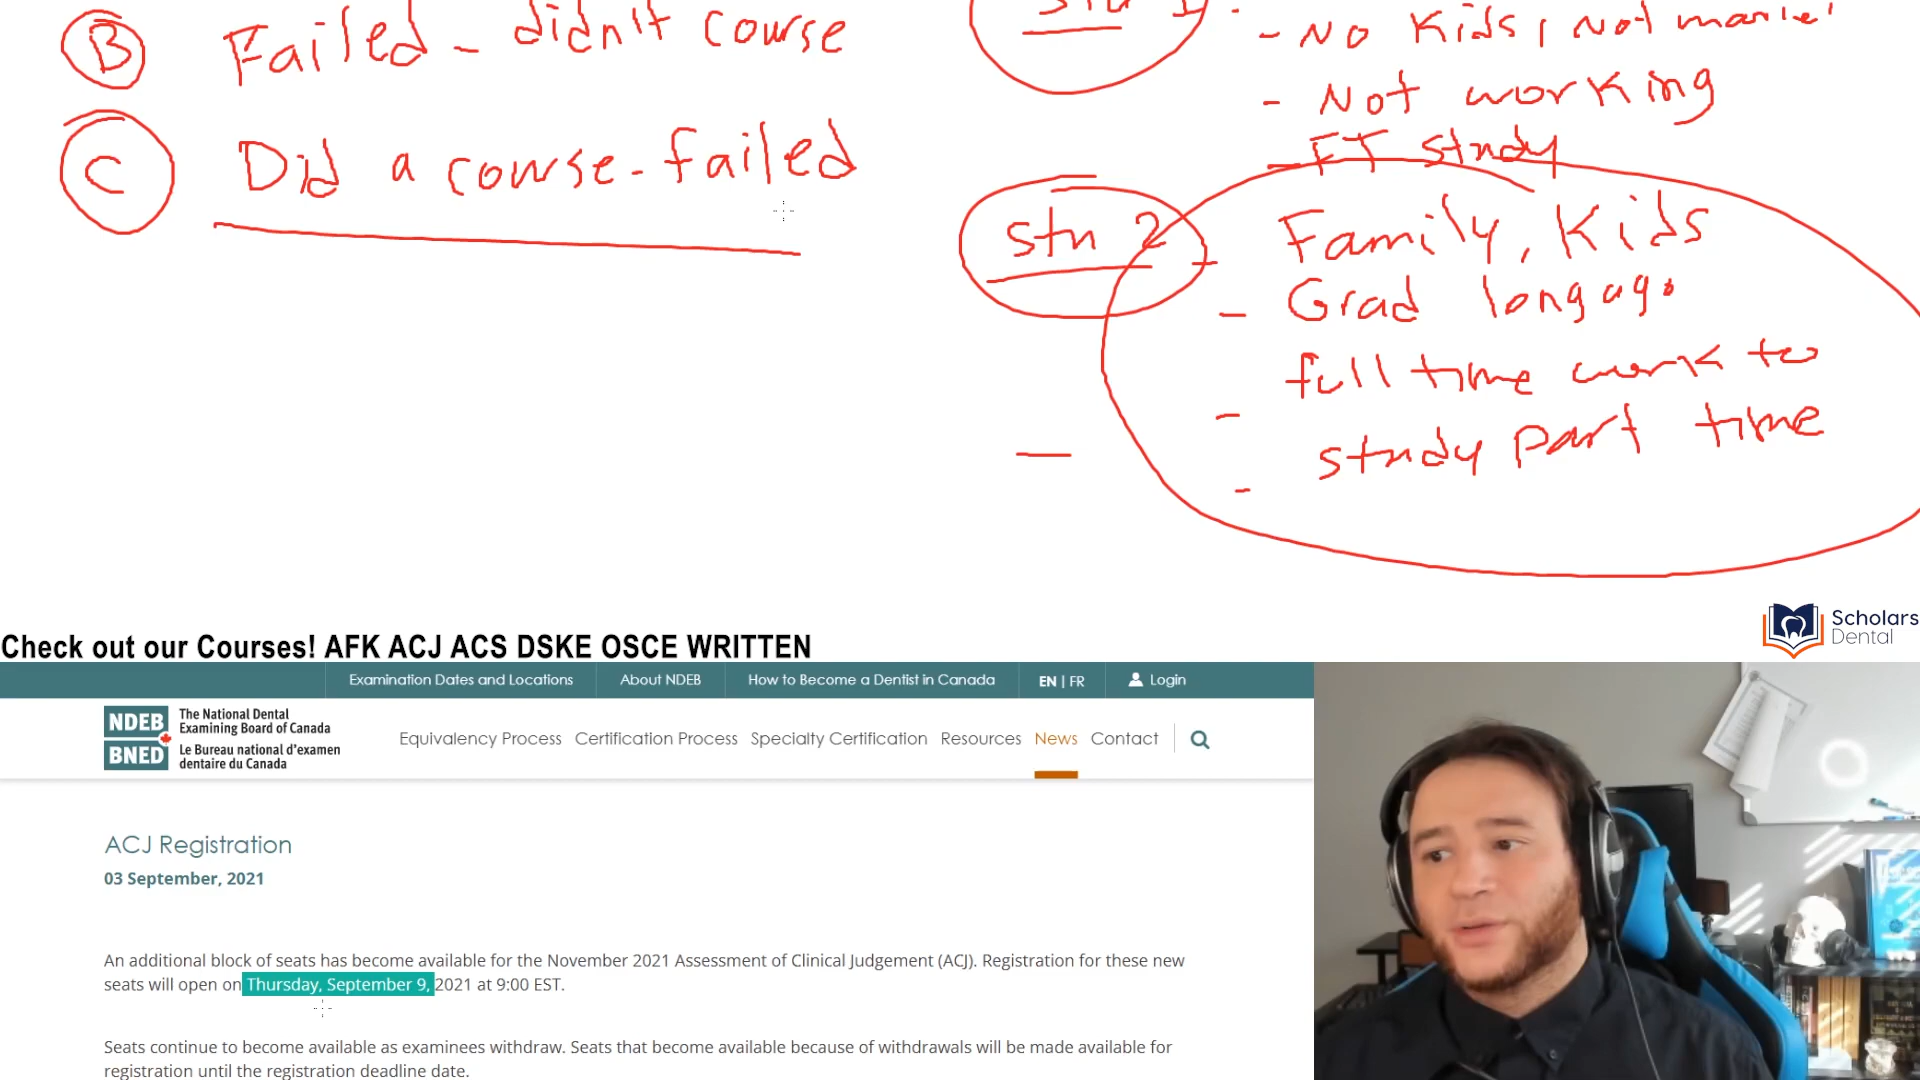 B Failed - didn't course
C Did a course - failed
- No Kids, Not
- Not working
- FT study
stn 2
- Family, Kids
- Grad long ago
- full time work to
- study part time
Scholars
Dental
Check out our Courses! AFK ACJ ACS DSKE OSCE WRITTEN
Examination Dates and Locations About NDEB How to Become a Dentist in Canada EN | FR Login
NDEB The National Dental
Examining Board of Canada
BNED Le Bureau national d'examen
dentaire du Canada
Equivalency Process Certification Process Specialty Certification Resources News Contact
ACJ Registration
03 September, 2021
An additional block of seats has become available for the November 2021 Assessment of Clinical Judgement (ACJ). Registration for these new
seats will open on Thursday, September 9, 2021 at 9:00 EST.
Seats continue to become available as examinees withdraw. Seats that become available because of withdrawals will be made available for
registration until the registration deadline date.